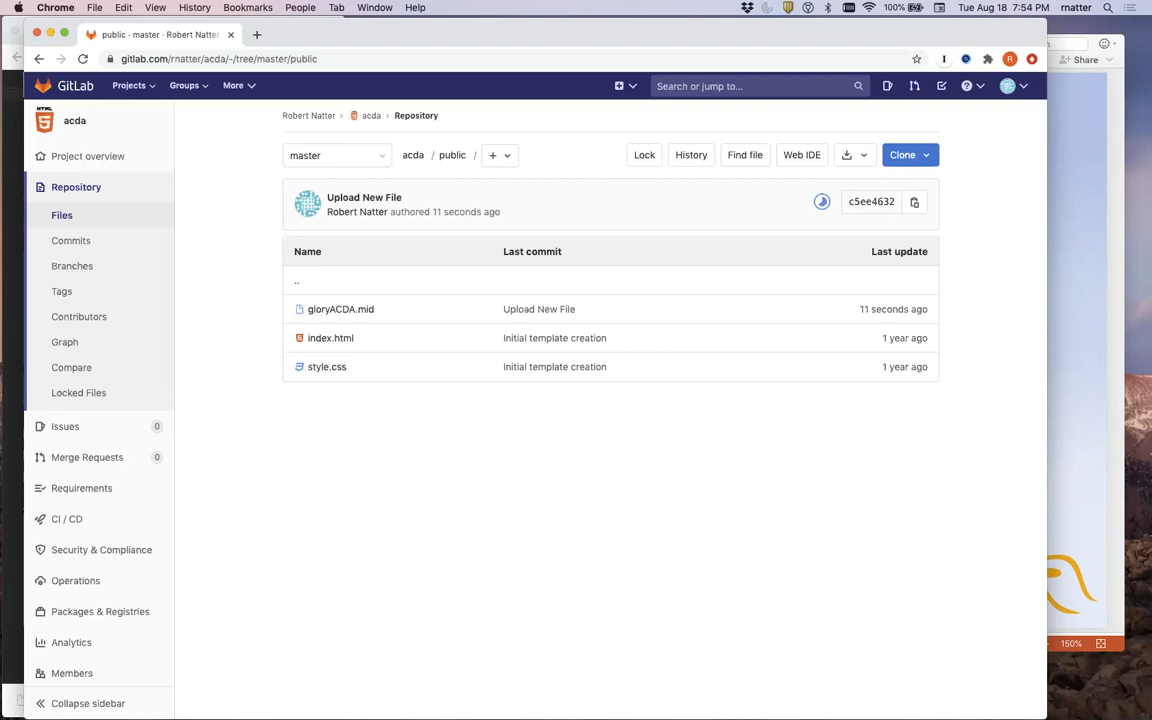 Chrome File Edit View History Bookmarks People Tab Window Help 100% Tue Aug 18 7:54 PM rnatter
public · master · Robert Natter
gitlab.com/rnatter/acda/-/tree/master/public
Share
GitLab Projects Groups More Search or jump to...
acda
Project overview
Repository
Files
Commits
Branches
Tags
Contributors
Graph
Compare
Locked Files
Issues 0
Merge Requests 0
Requirements
CI / CD
Security & Compliance
Operations
Packages & Registries
Analytics
Members
Collapse sidebar
Robert Natter > acda > Repository
master acda / public / + Lock History Find file Web IDE Clone
Upload New File
Robert Natter authored 11 seconds ago
c5ee4632
Name Last commit Last update
..
gloryACDA.mid Upload New File 11 seconds ago
index.html Initial template creation 1 year ago
style.css Initial template creation 1 year ago
150%